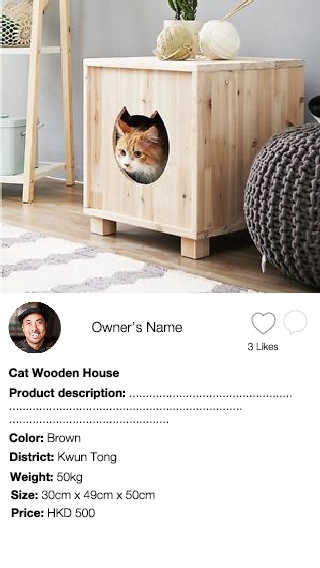 Owner's Name
3 Likes
Cat Wooden House
Product description: .................................................
......................................................................
................................................
Color: Brown
District: Kwun Tong
Weight: 50kg
Size: 30cm x 49cm x 50cm
Price: HKD 500